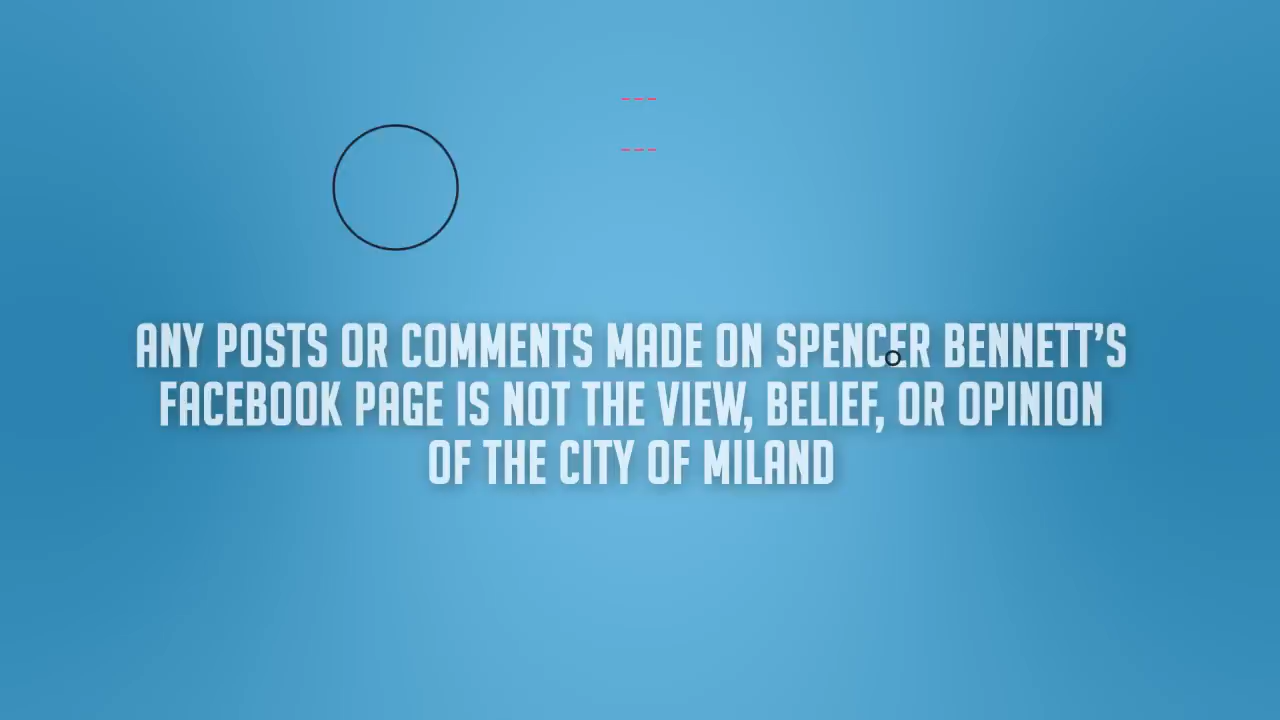 ANY POSTS OR COMMENTS MADE ON SPENCER BENNETT’S
FACEBOOK PAGE IS NOT THE VIEW, BELIEF, OR OPINION
OF THE CITY OF MILAND